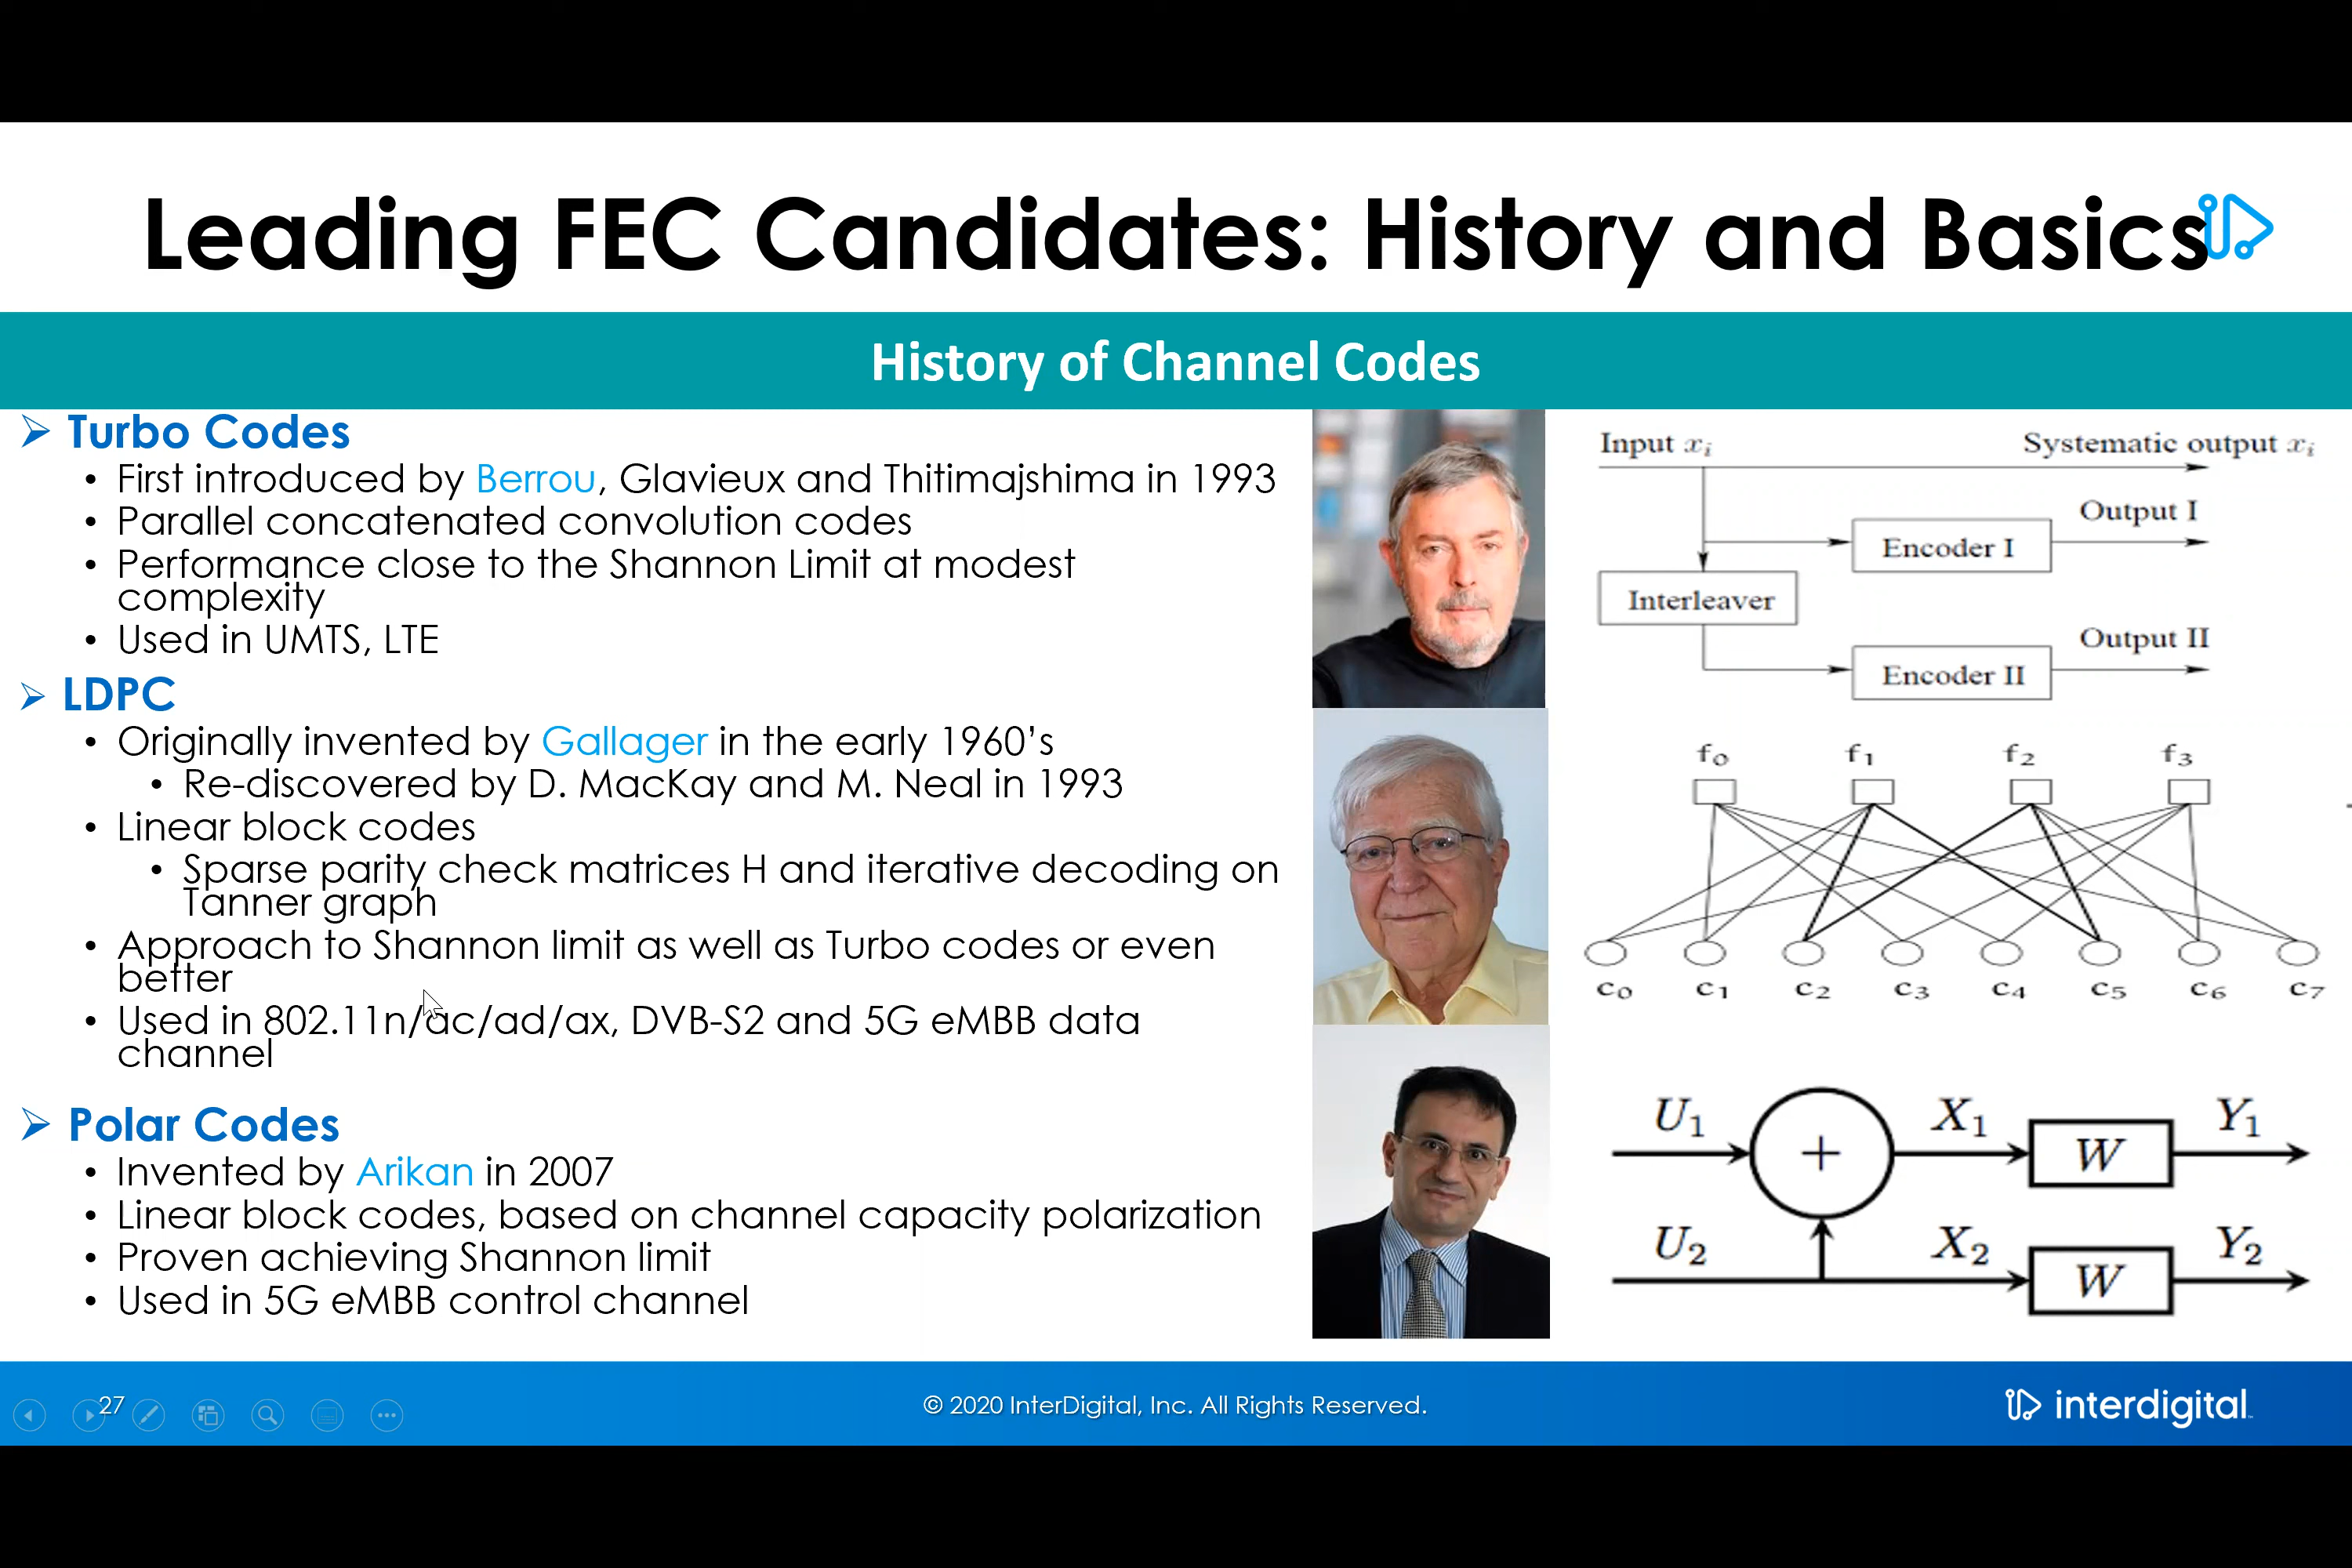 Leading FEC Candidates: History and Basics
History of Channel Codes
➢ Turbo Codes
• First introduced by Berrou, Glavieux and Thitimajshima in 1993
• Parallel concatenated convolution codes
• Performance close to the Shannon Limit at modest
complexity
• Used in UMTS, LTE
➢ LDPC
• Originally invented by Gallager in the early 1960’s
• Re-discovered by D. MacKay and M. Neal in 1993
• Linear block codes
• Sparse parity check matrices H and iterative decoding on
Tanner graph
• Approach to Shannon limit as well as Turbo codes or even
better
• Used in 802.11n/ac/ad/ax, DVB-S2 and 5G eMBB data
channel
➢ Polar Codes
• Invented by Arikan in 2007
• Linear block codes, based on channel capacity polarization
• Proven achieving Shannon limit
• Used in 5G eMBB control channel
Input xᵢ Systematic output xᵢ
Output I
Encoder I
Interleaver
Output II
Encoder II
f₀ f₁ f₂ f₃
c₀ c₁ c₂ c₃ c₄ c₅ c₆ c₇
U₁ + X₁ W Y₁
U₂ X₂ W Y₂
27
© 2020 InterDigital, Inc. All Rights Reserved.
interdigital